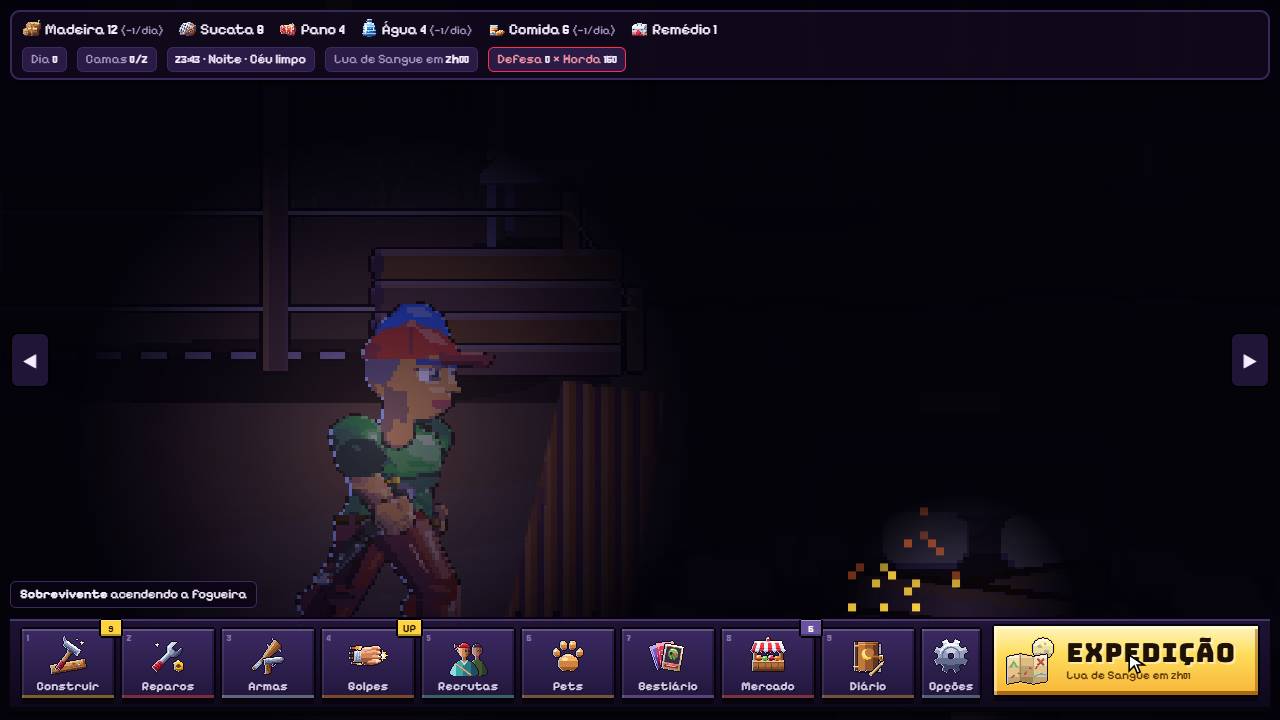 Madeira 12 (-1/dia) Sucata 8 Pano 4 Água 4 (-1/dia) Comida 6 (-1/dia) Remédio 1
Dia 0 Camas 0/2 23:43 · Noite · Céu limpo Lua de Sangue em 2h00 Defesa 0 × Horda 160
◀ ▶
Sobrevivente acendendo a fogueira
9 UP 6
1 2 3 4 5 6 7 8 9
Construir Reparos Armas Golpes Recrutas Pets Bestiário Mercado Diário Opções
EXPEDIÇÃO
Lua de Sangue em 2h01